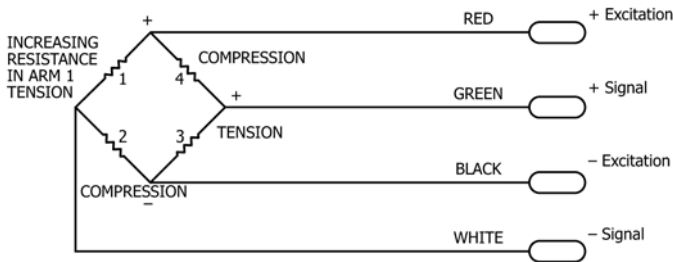 +
RED
+ Excitation
INCREASING
RESISTANCE
IN ARM 1
TENSION
1
4
COMPRESSION
+
GREEN
+ Signal
2
3
TENSION
BLACK
− Excitation
COMPRESSION
−
WHITE
− Signal